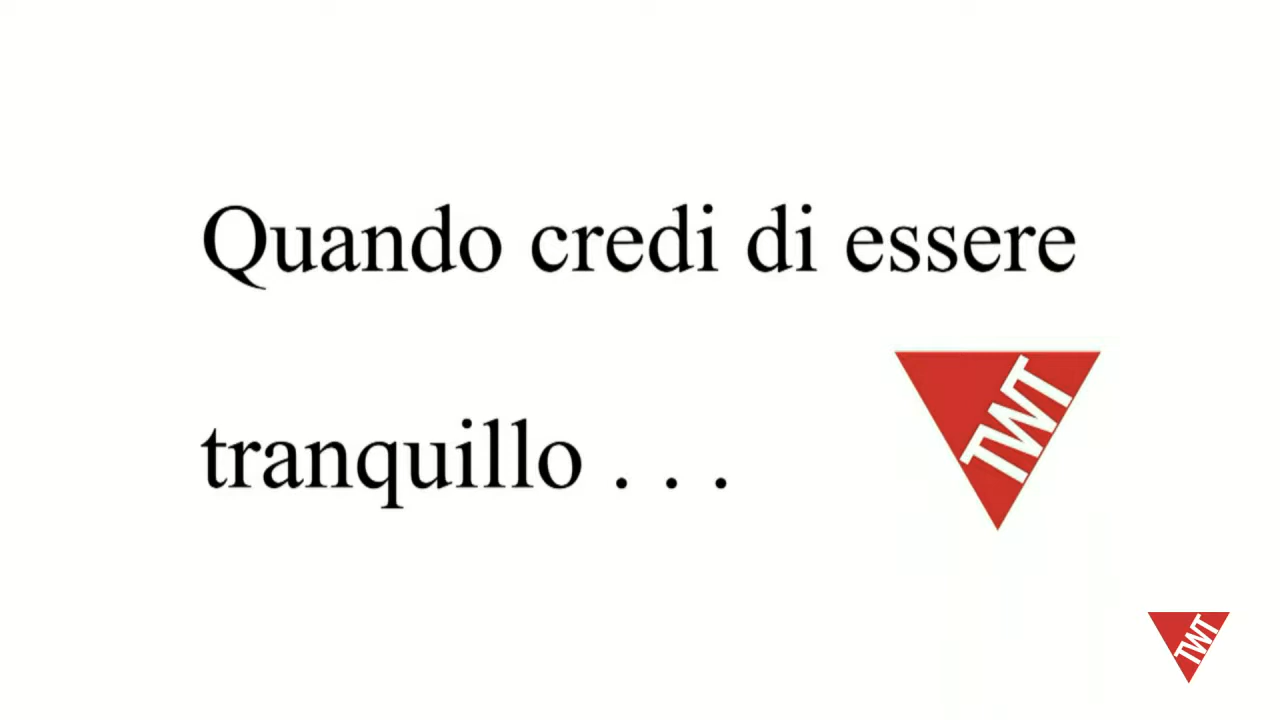 Quando credi di essere
tranquillo . . .
TWT
TWT